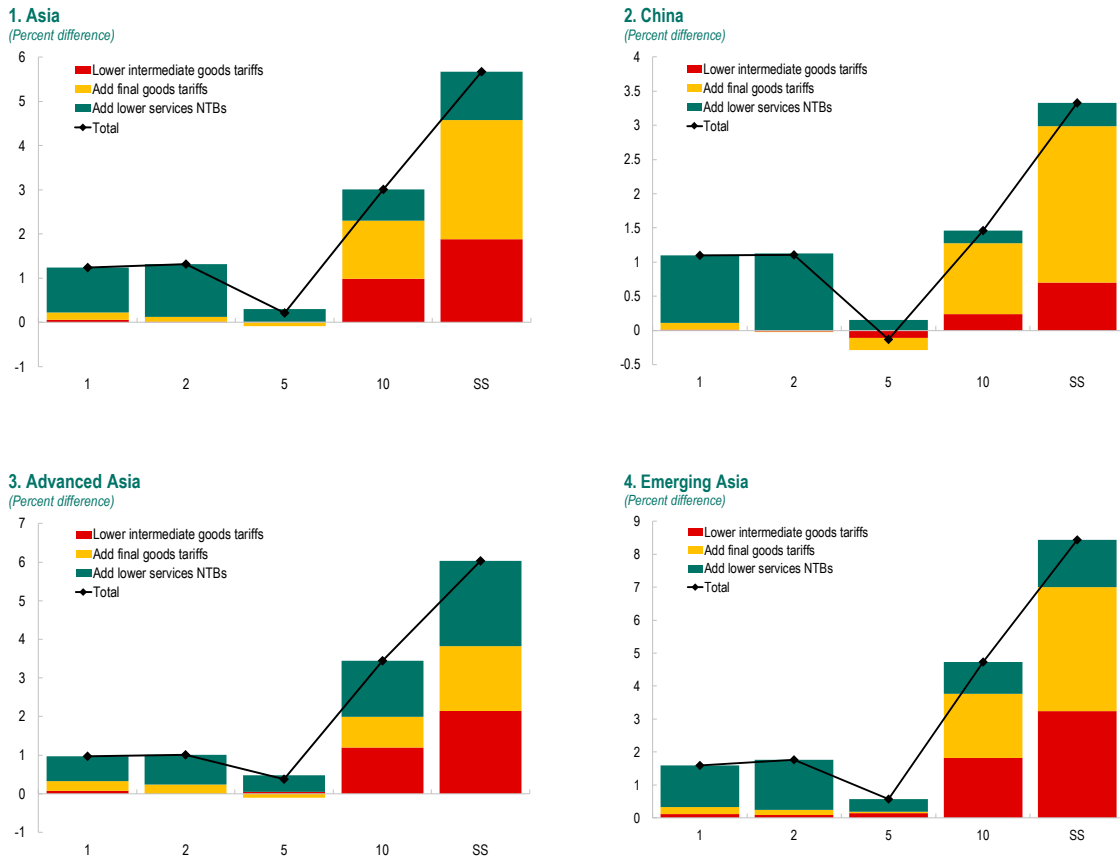 1. Asia
(Percent difference)
6
5
4
3
2
1
0
-1
Lower intermediate goods tariffs
Add final goods tariffs
Add lower services NTBs
Total
1 2 5 10 SS
2. China
(Percent difference)
4
3.5
3
2.5
2
1.5
1
0.5
0
-0.5
Lower intermediate goods tariffs
Add final goods tariffs
Add lower services NTBs
Total
1 2 5 10 SS
3. Advanced Asia
(Percent difference)
7
6
5
4
3
2
1
0
-1
Lower intermediate goods tariffs
Add final goods tariffs
Add lower services NTBs
Total
1 2 5 10 SS
4. Emerging Asia
(Percent difference)
9
8
7
6
5
4
3
2
1
0
Lower intermediate goods tariffs
Add final goods tariffs
Add lower services NTBs
Total
1 2 5 10 SS